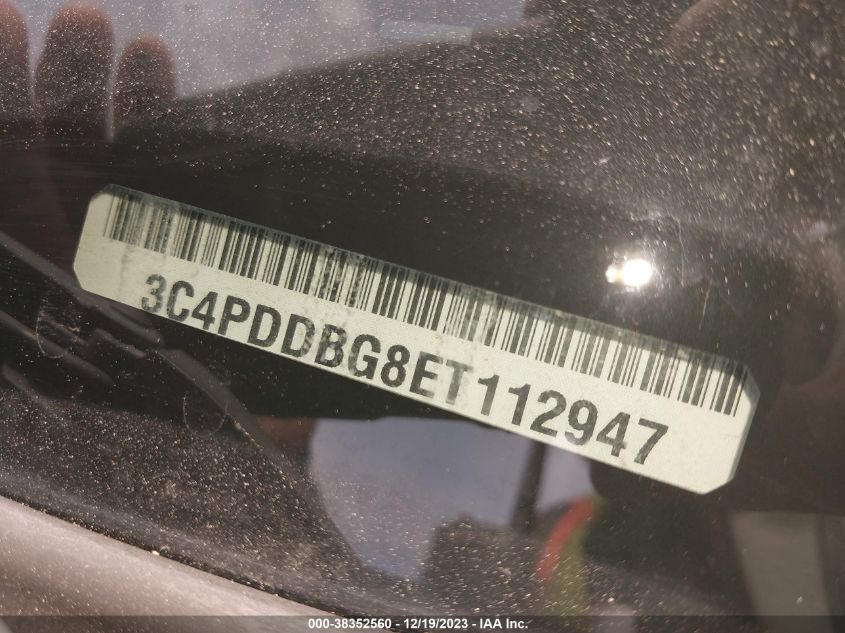 3C4PDDBG8ET112947
000-38352560 - 12/19/2023 - IAA Inc.